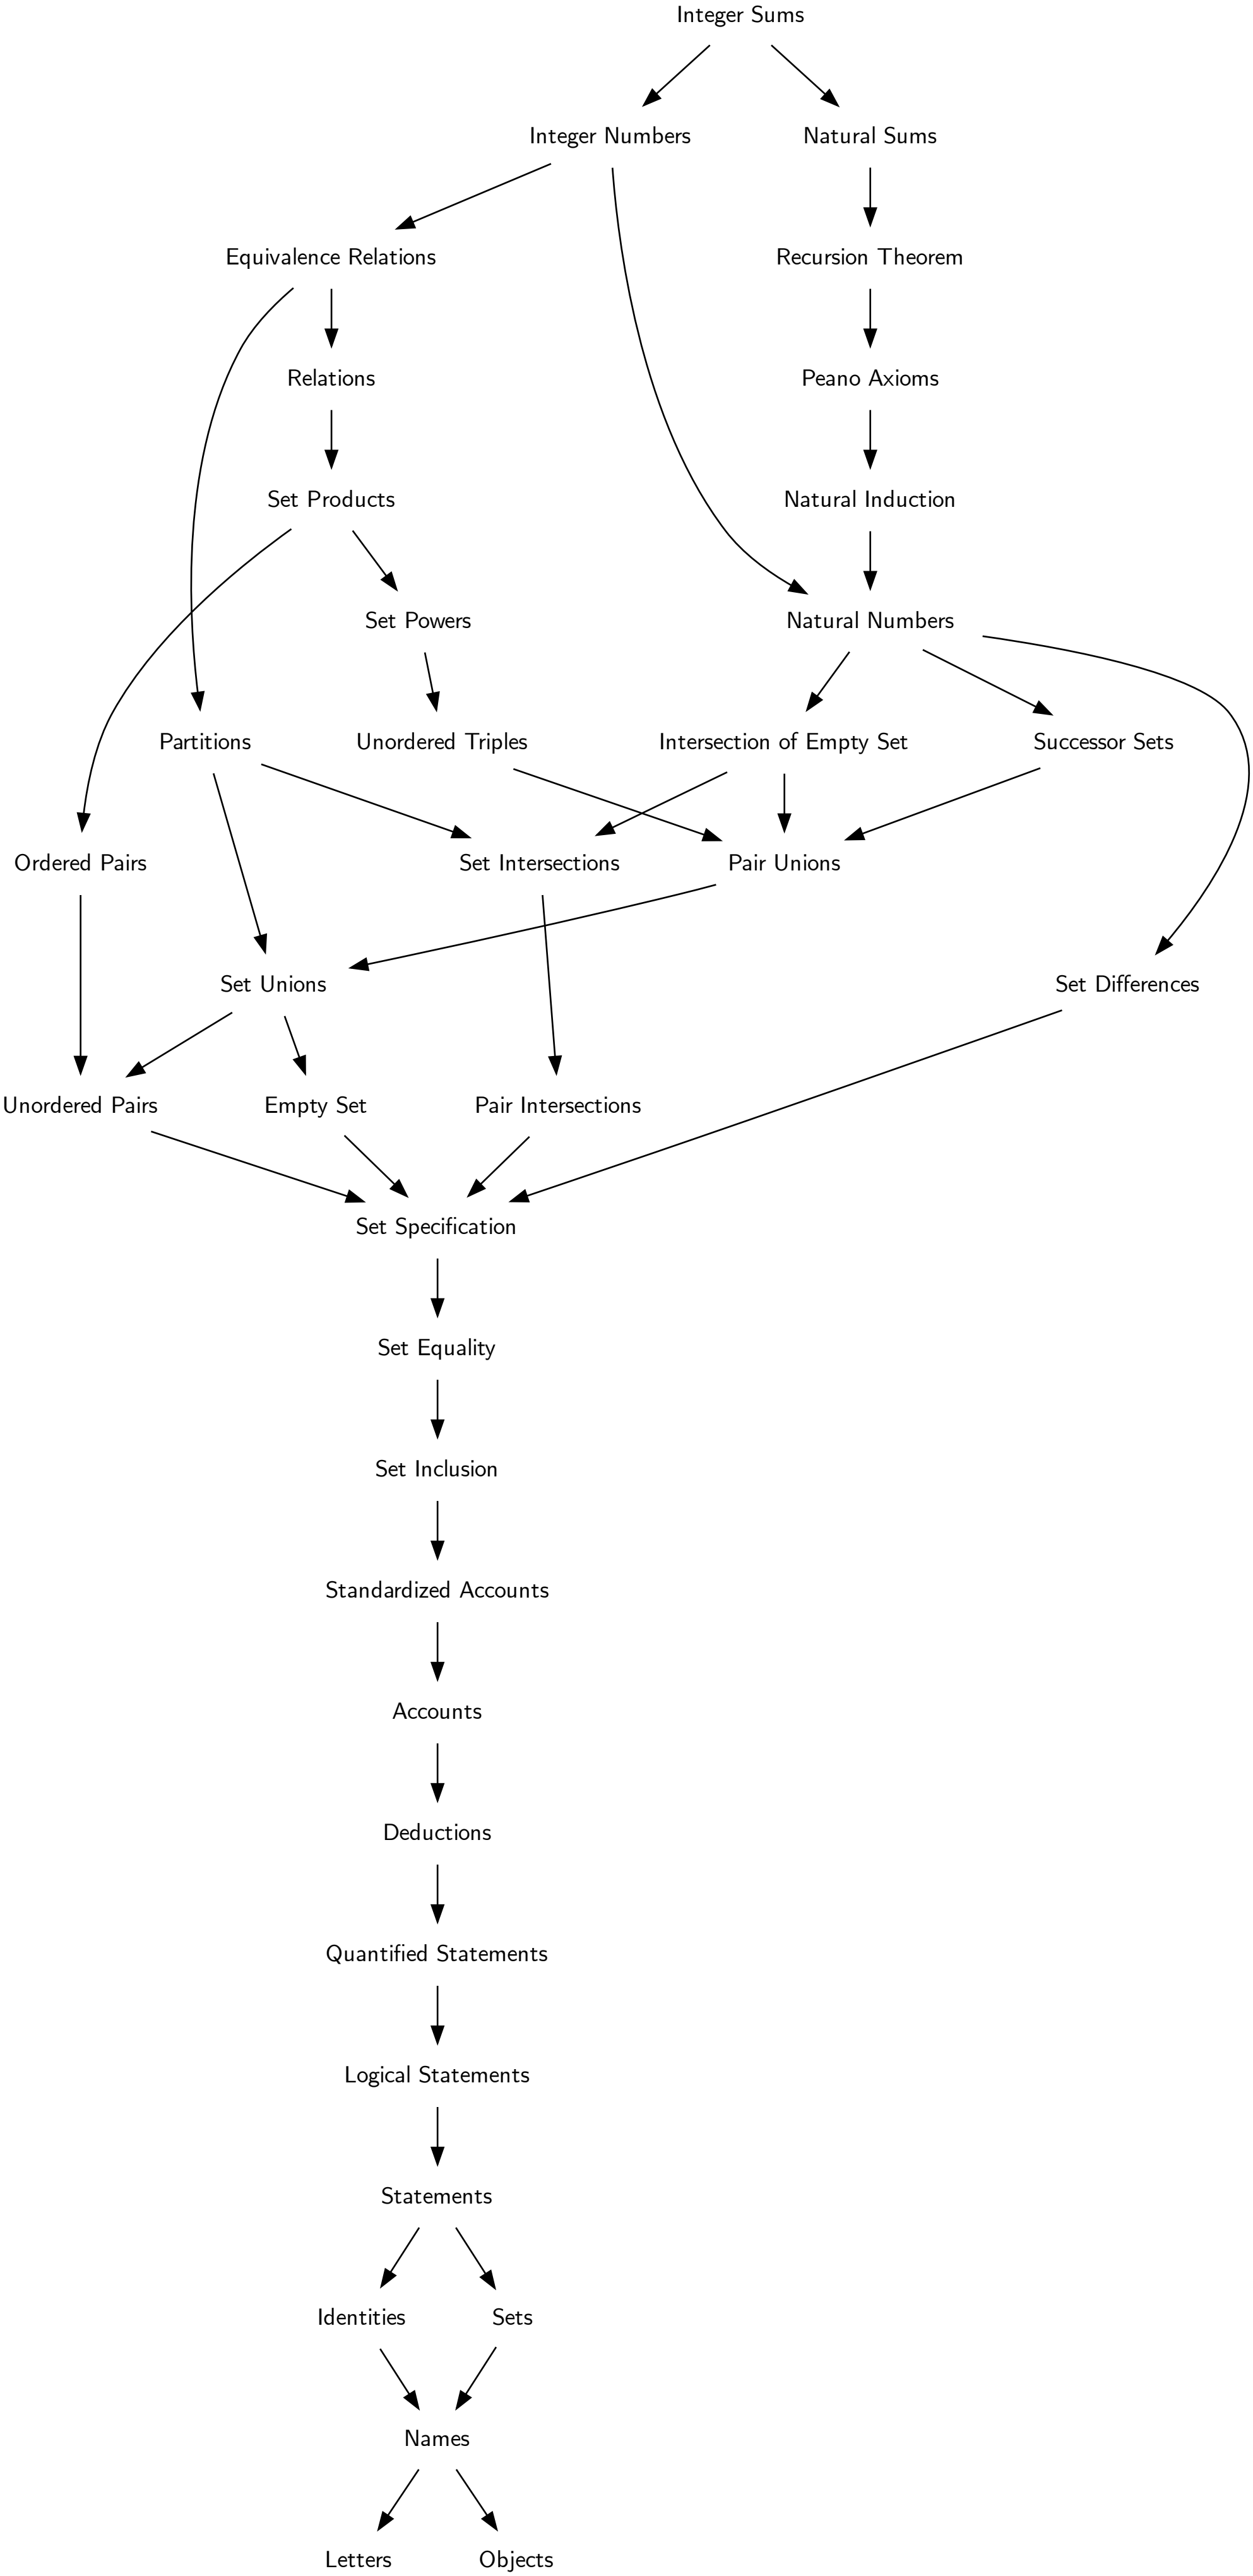 Integer Sums
Integer Numbers
Natural Sums
Equivalence Relations
Recursion Theorem
Relations
Peano Axioms
Set Products
Natural Induction
Set Powers
Natural Numbers
Partitions
Unordered Triples
Intersection of Empty Set
Successor Sets
Ordered Pairs
Set Intersections
Pair Unions
Set Unions
Set Differences
Unordered Pairs
Empty Set
Pair Intersections
Set Specification
Set Equality
Set Inclusion
Standardized Accounts
Accounts
Deductions
Quantified Statements
Logical Statements
Statements
Identities
Sets
Names
Letters
Objects